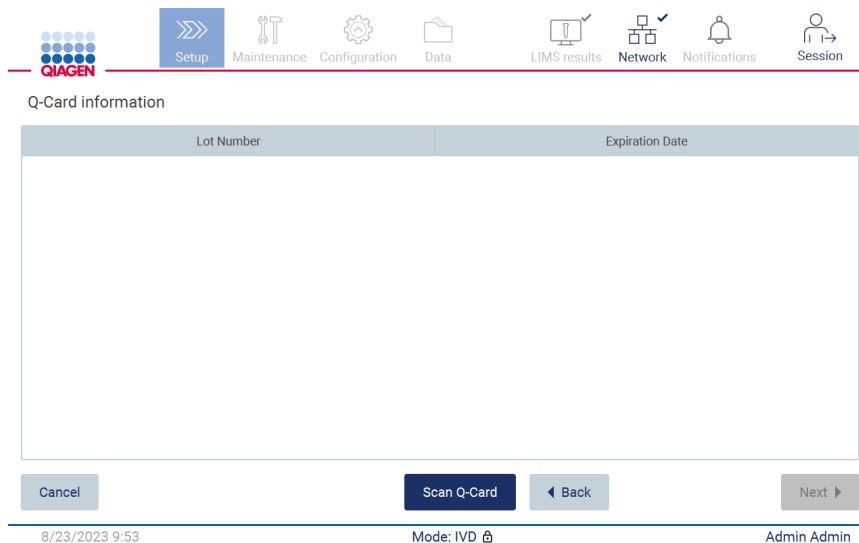 QIAGEN
Setup
Maintenance
Configuration
Data
LIMS results
Network
Notifications
Session
Q-Card information
Lot Number
Expiration Date
Cancel
Scan Q-Card
Back
Next
8/23/2023 9:53
Mode: IVD
Admin Admin